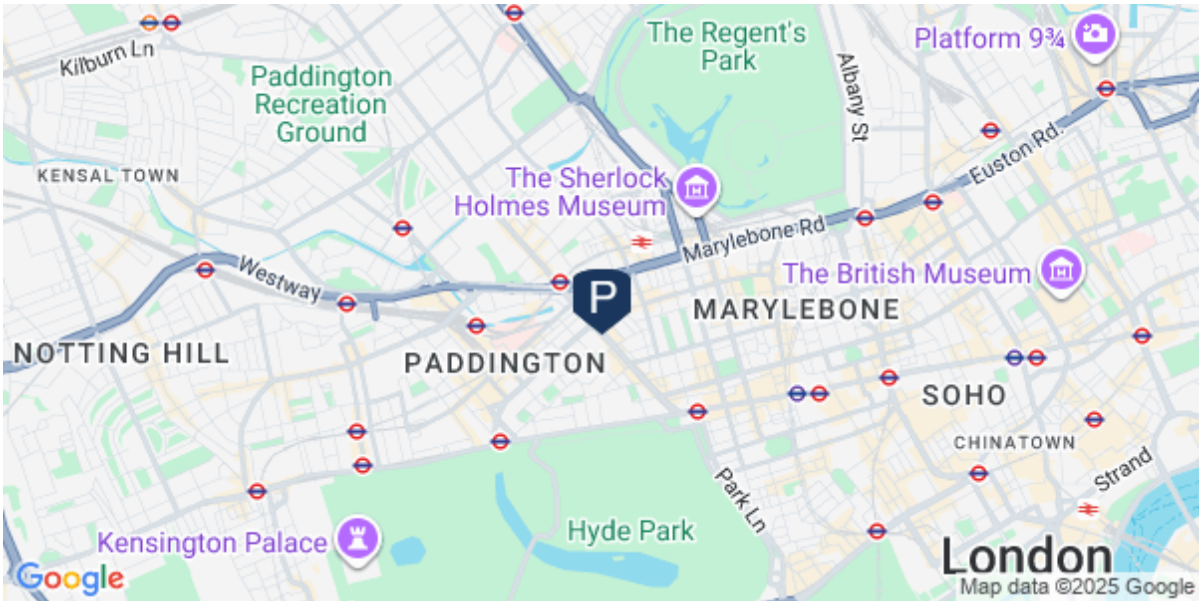 Kilburn Ln
Paddington
Recreation
Ground
The Regent's
Park
Albany St
Platform 9¾
KENSAL TOWN
The Sherlock
Holmes Museum
Euston Rd.
Marylebone Rd
Westway
P
The British Museum
MARYLEBONE
NOTTING HILL
PADDINGTON
SOHO
CHINATOWN
Park Ln
Strand
Kensington Palace
Hyde Park
London
Google
Map data ©2025 Google